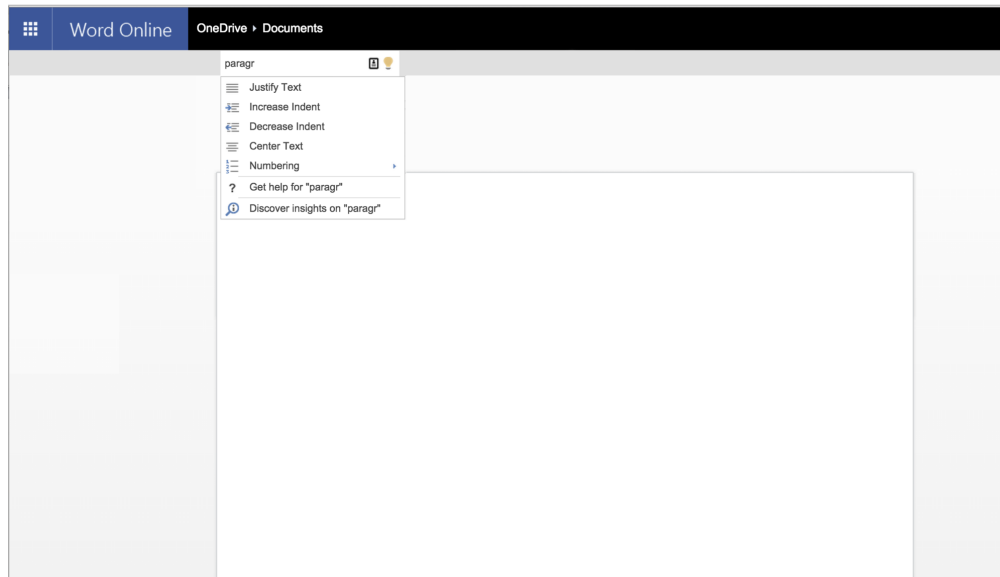 Word Online
OneDrive ▸ Documents
paragr
Justify Text
Increase Indent
Decrease Indent
Center Text
Numbering
? Get help for "paragr"
Discover insights on "paragr"